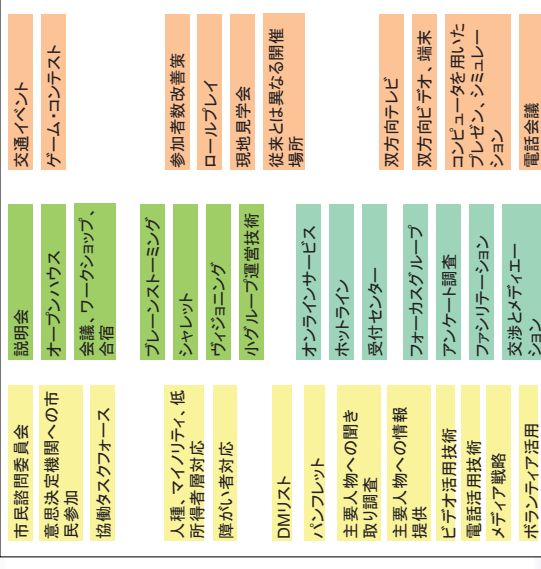 市民諮問委員会
意思決定機関への市
民参加
協働タスクフォース
人種、マイノリティ、低
所得者層対応
障がい者対応
DMリスト
パンフレット
主要人物への聞き
取り調査
主要人物への情報
提供
ビデオ活用技術
電話活用技術
メディア戦略
ボランティア活用
説明会
オープンハウス
会議、ワークショップ、
合宿
ブレーンストーミング
シャレット
ヴィジョニング
小グループ運営技術
オンラインサービス
ホットライン
受付センター
フォーカスグループ
アンケート調査
ファシリテーション
交渉とメディエー
ション
交通イベント
ゲーム・コンテスト
参加者数改善策
ロールプレイ
現地見学会
従来とは異なる開催
場所
双方向テレビ
双方向ビデオ、端末
コンピュータを用いた
プレゼン、シミュレー
ション
電話会議